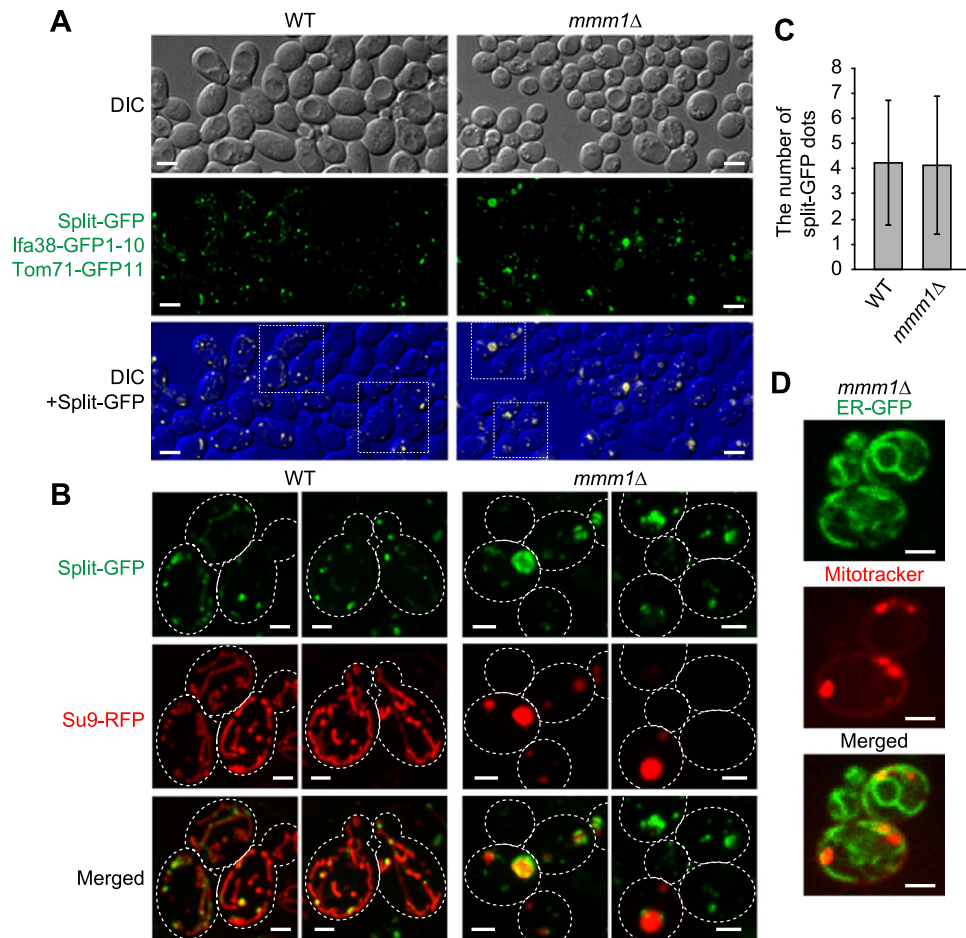 A
WT
mmm1Δ
DIC
Split-GFP
Ifa38-GFP1-10
Tom71-GFP11
DIC
+Split-GFP
B
WT
mmm1Δ
Split-GFP
Su9-RFP
Merged
C
The number of
split-GFP dots
8
7
6
5
4
3
2
1
0
WT
mmm1Δ
D
mmm1Δ
ER-GFP
Mitotracker
Merged